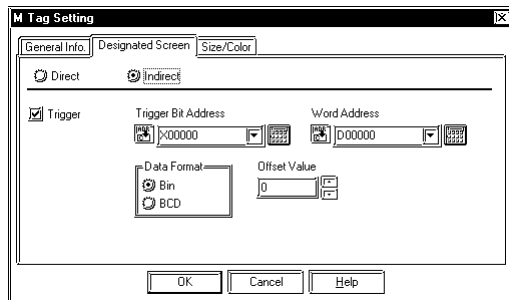 M Tag Setting
General Info. Designated Screen Size/Color
Direct Indirect
Trigger Trigger Bit Address Word Address
X00000 D00000
Data Format Offset Value
Bin 0
BCD
OK Cancel Help